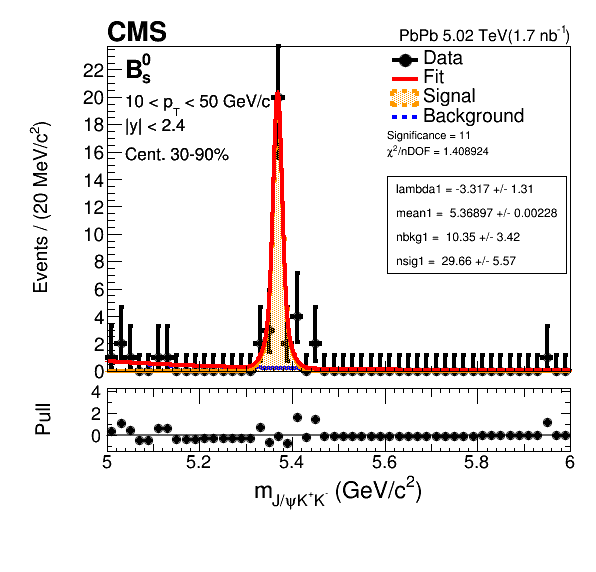 CMS
PbPb 5.02 TeV(1.7 nb⁻¹)
B⁰ₛ
10 < p_T < 50 GeV/c
|y| < 2.4
Cent. 30-90%
Data
Fit
Signal
Background
Significance = 11
χ²/nDOF = 1.408924
lambda1 = -3.317 +/- 1.31
mean1 = 5.36897 +/- 0.00228
nbkg1 = 10.35 +/- 3.42
nsig1 = 29.66 +/- 5.57
Events / (20 MeV/c²)
22
20
18
16
14
12
10
8
6
4
2
0
Pull
4
2
0
5 5.2 5.4 5.6 5.8 6
m_{J/ψK⁺K⁻} (GeV/c²)